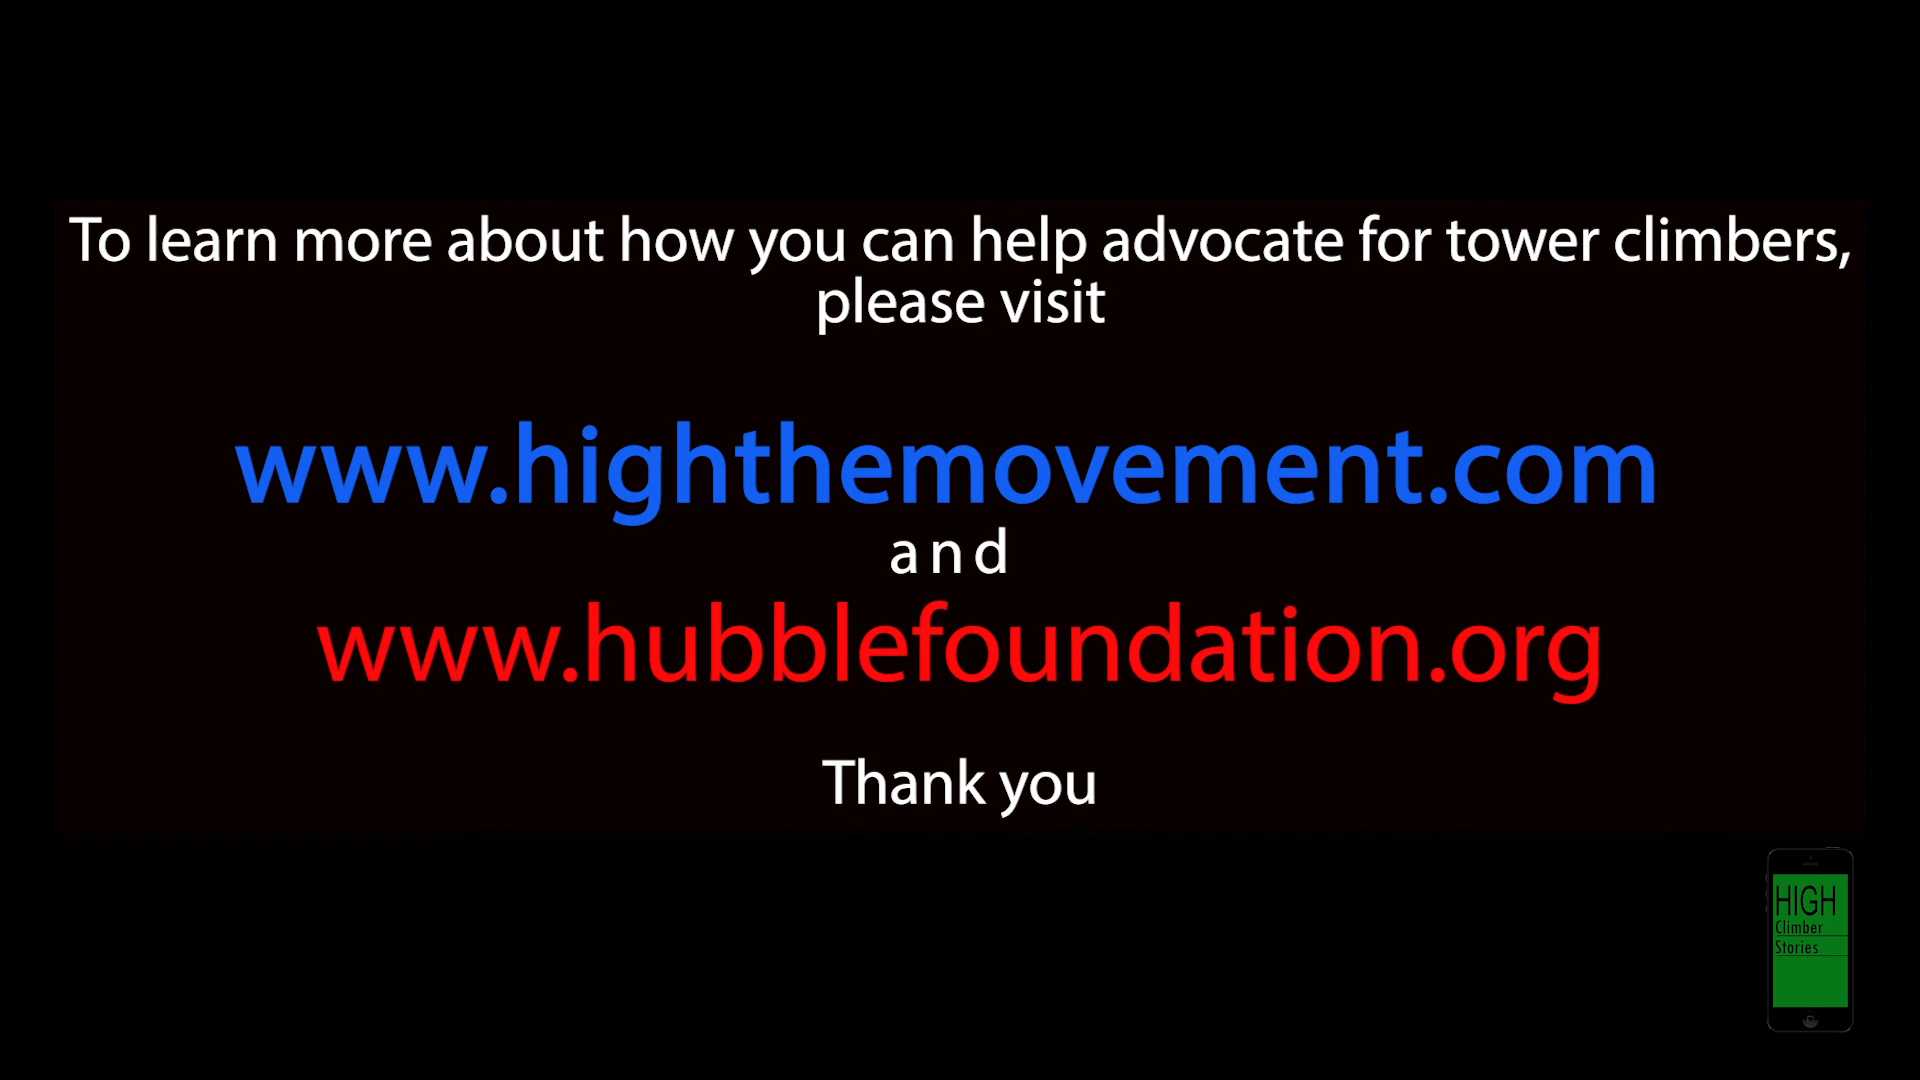 To learn more about how you can help advocate for tower climbers,
please visit
www.highthemovement.com
and
www.hubblefoundation.org
Thank you
HIGH
Climber
Stories